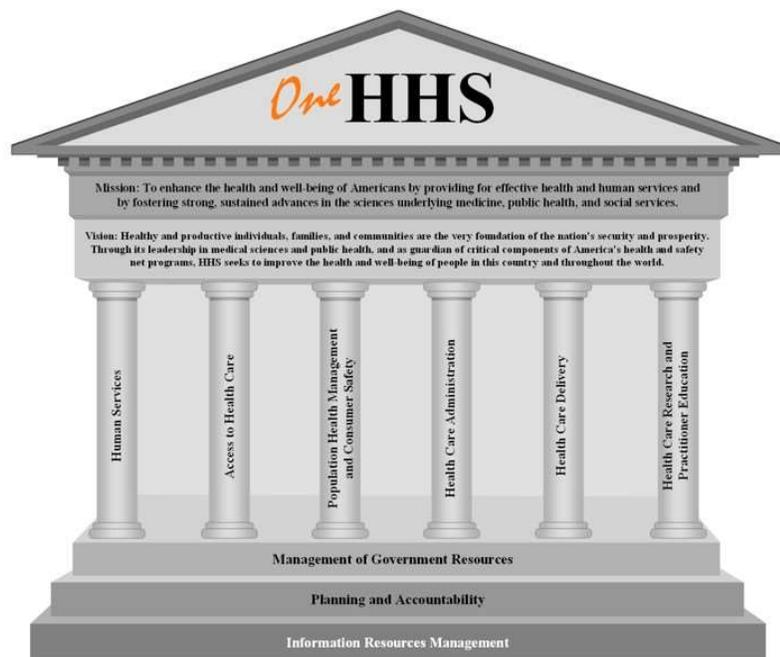 One HHS
Mission: To enhance the health and well-being of Americans by providing for effective health and human services and
by fostering strong, sustained advances in the sciences underlying medicine, public health, and social services.
Vision: Healthy and productive individuals, families, and communities are the very foundation of the nation's security and prosperity.
Through its leadership in medical sciences and public health, and as guardian of critical components of America's health and safety
net programs, HHS seeks to improve the health and well-being of people in this country and throughout the world.
Human Services
Access to Health Care
Population Health Management
and Consumer Safety
Health Care Administration
Health Care Delivery
Health Care Research and
Practitioner Education
Management of Government Resources
Planning and Accountability
Information Resources Management